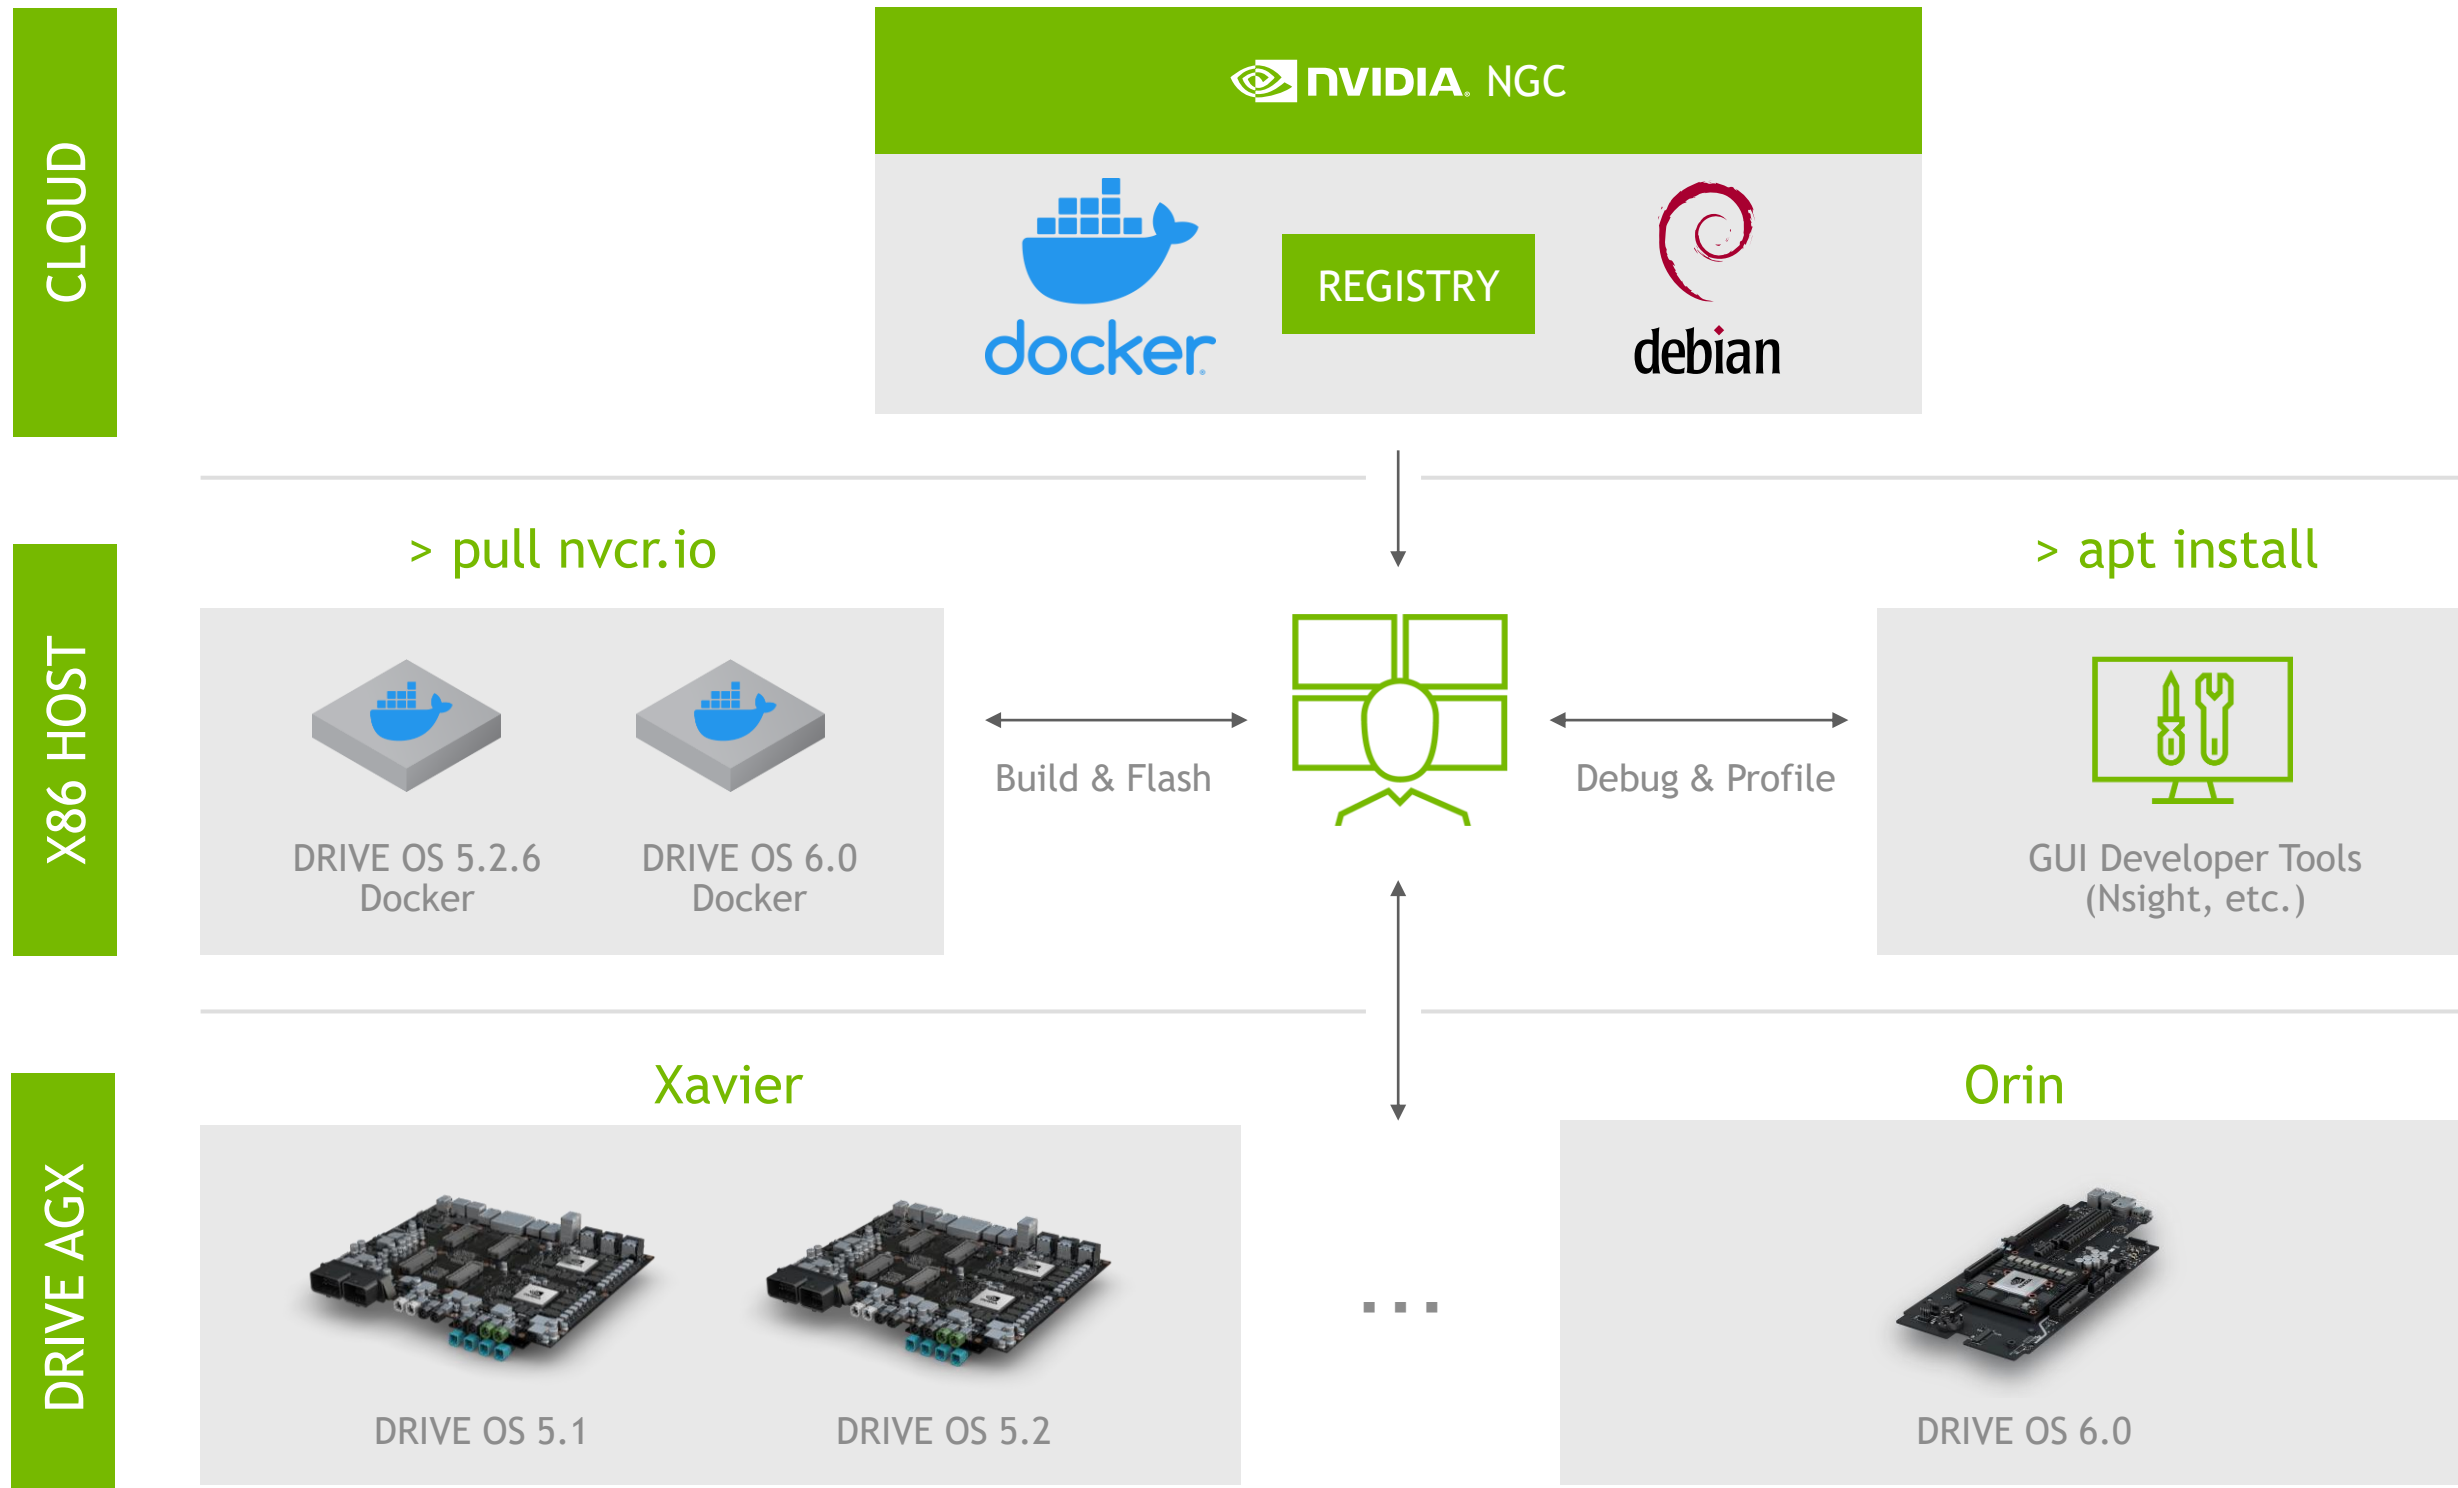 CLOUD
NVIDIA. NGC
docker
REGISTRY
debian
X86 HOST
> pull nvcr.io
> apt install
DRIVE OS 5.2.6
Docker
DRIVE OS 6.0
Docker
Build & Flash
Debug & Profile
GUI Developer Tools
(Nsight, etc.)
DRIVE AGX
Xavier
Orin
DRIVE OS 5.1
DRIVE OS 5.2
...
DRIVE OS 6.0